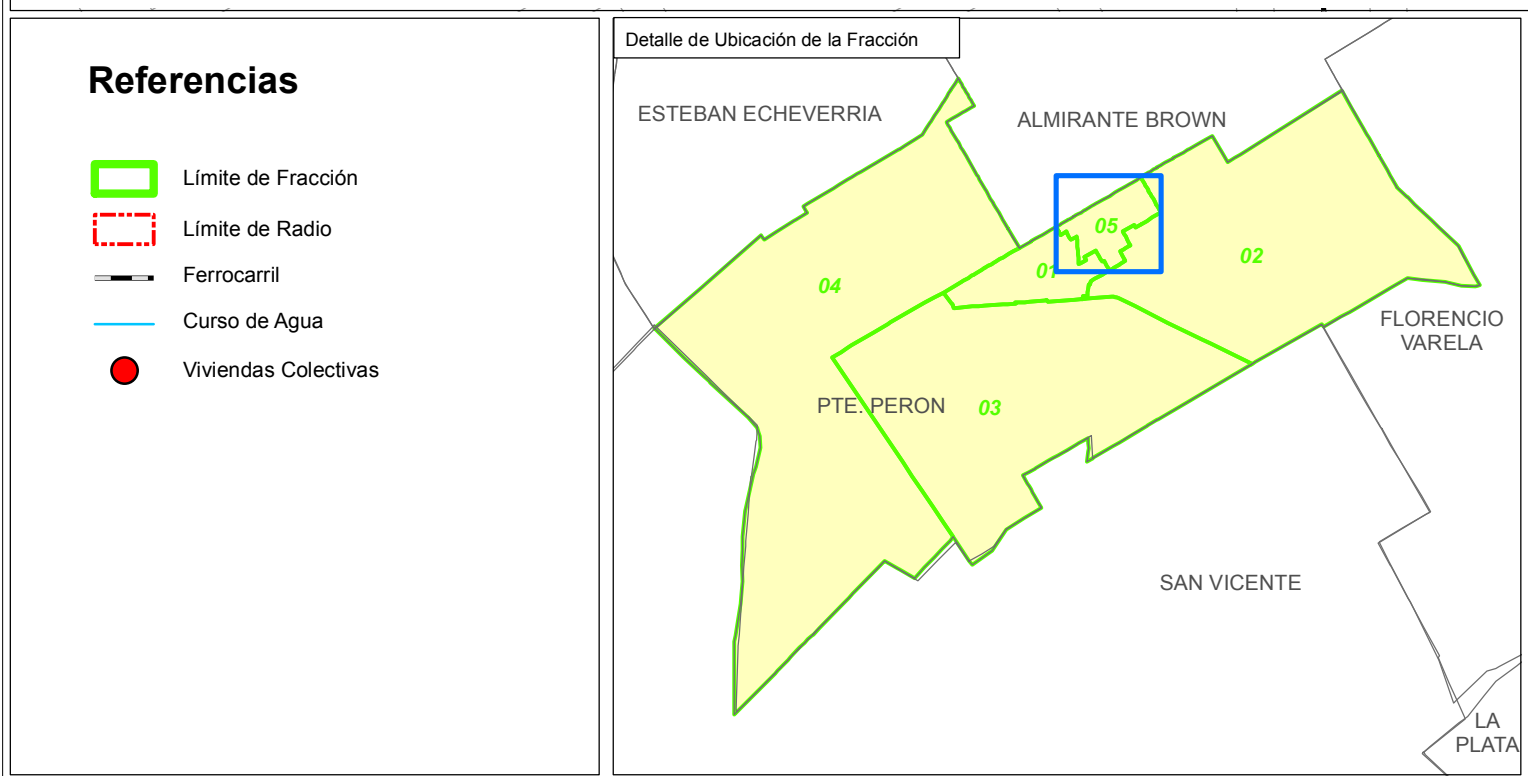 Referencias
Límite de Fracción
Límite de Radio
Ferrocarril
Curso de Agua
Viviendas Colectivas
Detalle de Ubicación de la Fracción
ESTEBAN ECHEVERRIA
ALMIRANTE BROWN
05
02
01
04
FLORENCIO
VARELA
PTE. PERON
03
SAN VICENTE
LA
PLATA